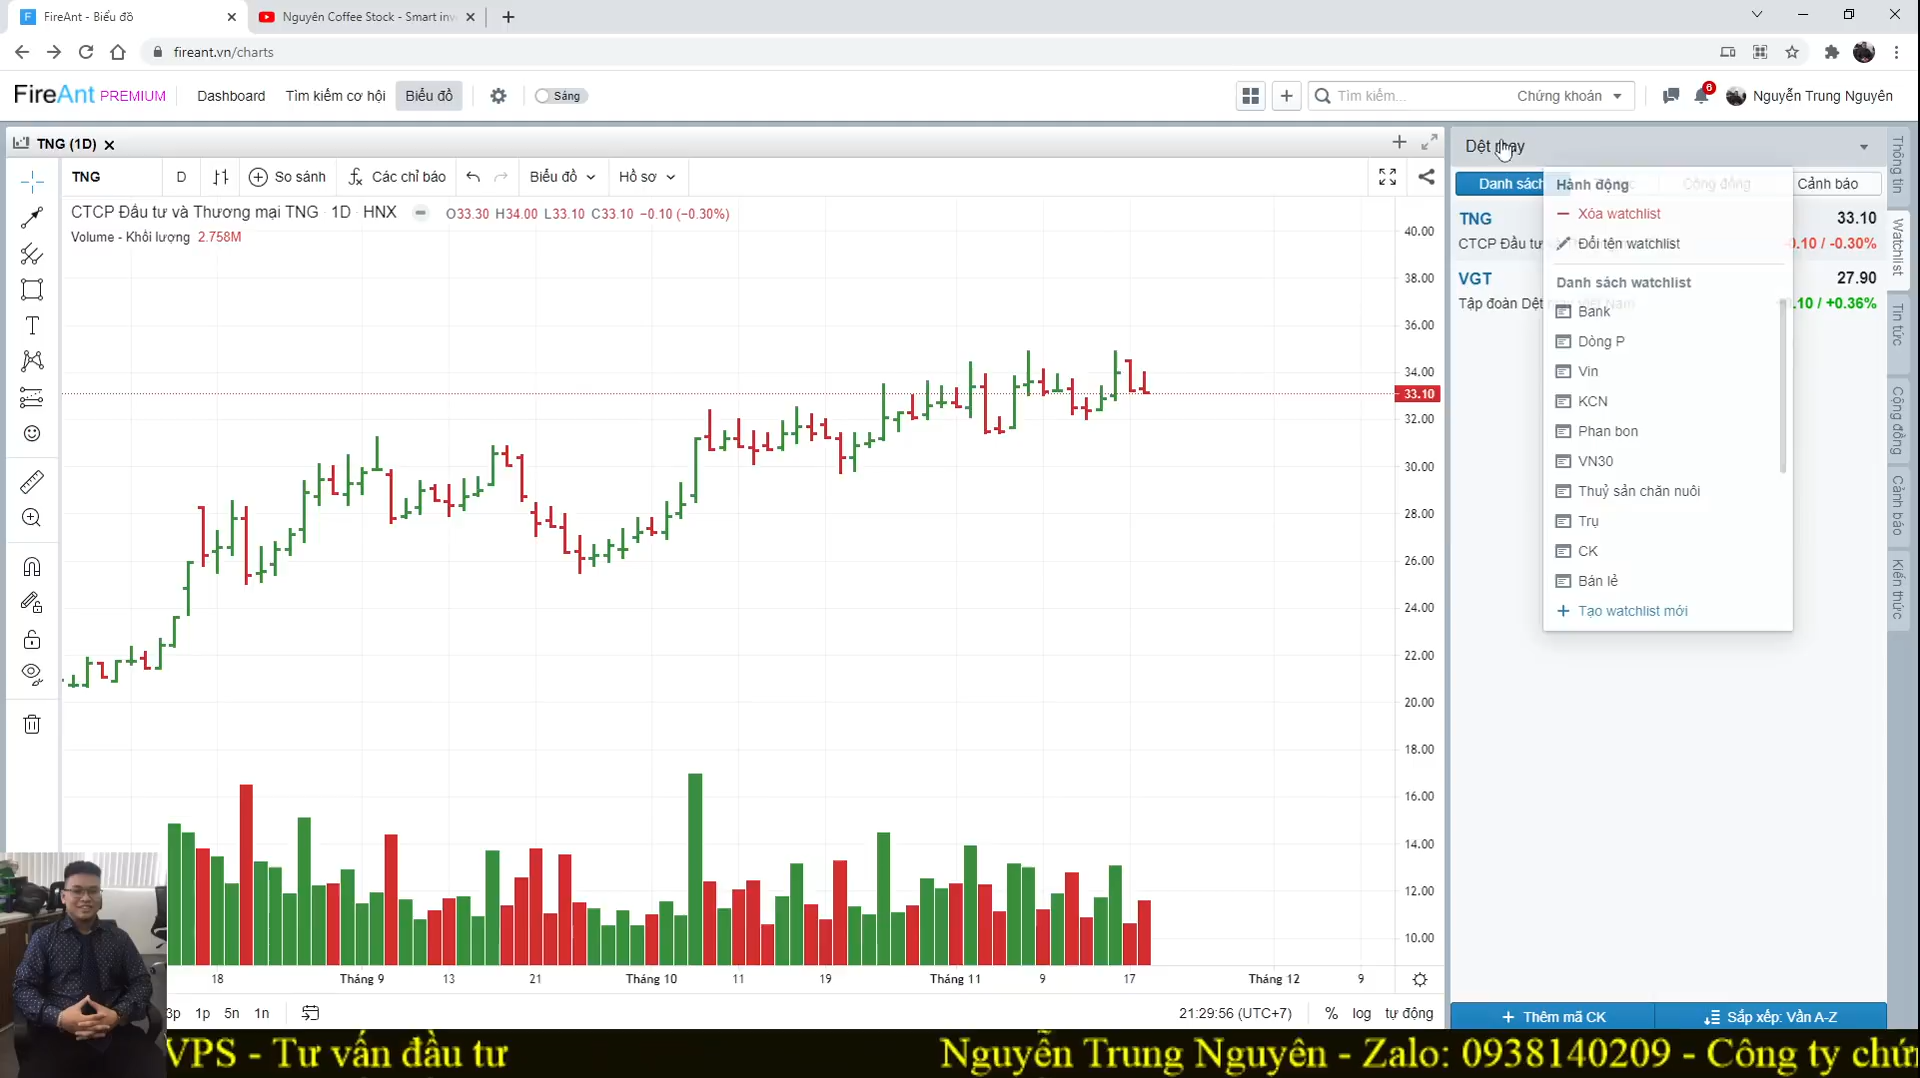 FireAnt - Biểu đồ
Nguyên Coffee Stock - Smart inv
fireant.vn/charts
FireAnt PREMIUM
Dashboard
Tìm kiếm cơ hội
Biểu đồ
Sáng
Tìm kiếm...
Chứng khoán
6
Nguyễn Trung Nguyên
TNG (1D)
TNG
D
So sánh
Các chỉ báo
Biểu đồ
Hồ sơ
CTCP Đầu tư và Thương mại TNG · 1D · HNX
O33.30 H34.00 L33.10 C33.10 −0.10 (−0.30%)
Volume - Khối lượng 2.758M
40.00
38.00
36.00
34.00
33.10
32.00
30.00
28.00
26.00
24.00
22.00
20.00
18.00
16.00
14.00
12.00
10.00
18
Tháng 9
13
21
Tháng 10
11
19
Tháng 11
9
17
Tháng 12
9
3p
1p
5n
1n
21:29:56 (UTC+7)
%
log
tự động
Dệt may
Danh sách
Cộng đồng
Cảnh báo
TNG
33.10
CTCP Đầu tư
0.10 / -0.30%
VGT
27.90
Tập đoàn Dệt
.10 / +0.36%
Hành động
Xóa watchlist
Đổi tên watchlist
Danh sách watchlist
Bank
Dòng P
Vin
KCN
Phan bon
VN30
Thuỷ sản chăn nuôi
Trụ
CK
Bán lẻ
Tạo watchlist mới
Thêm mã CK
Sắp xếp: Vần A-Z
Thông tin
Watchlist
Tin tức
Cộng đồng
Cảnh báo
Kiến thức
VPS - Tư vấn đầu tư
Nguyễn Trung Nguyên - Zalo: 0938140209 - Công ty chứn